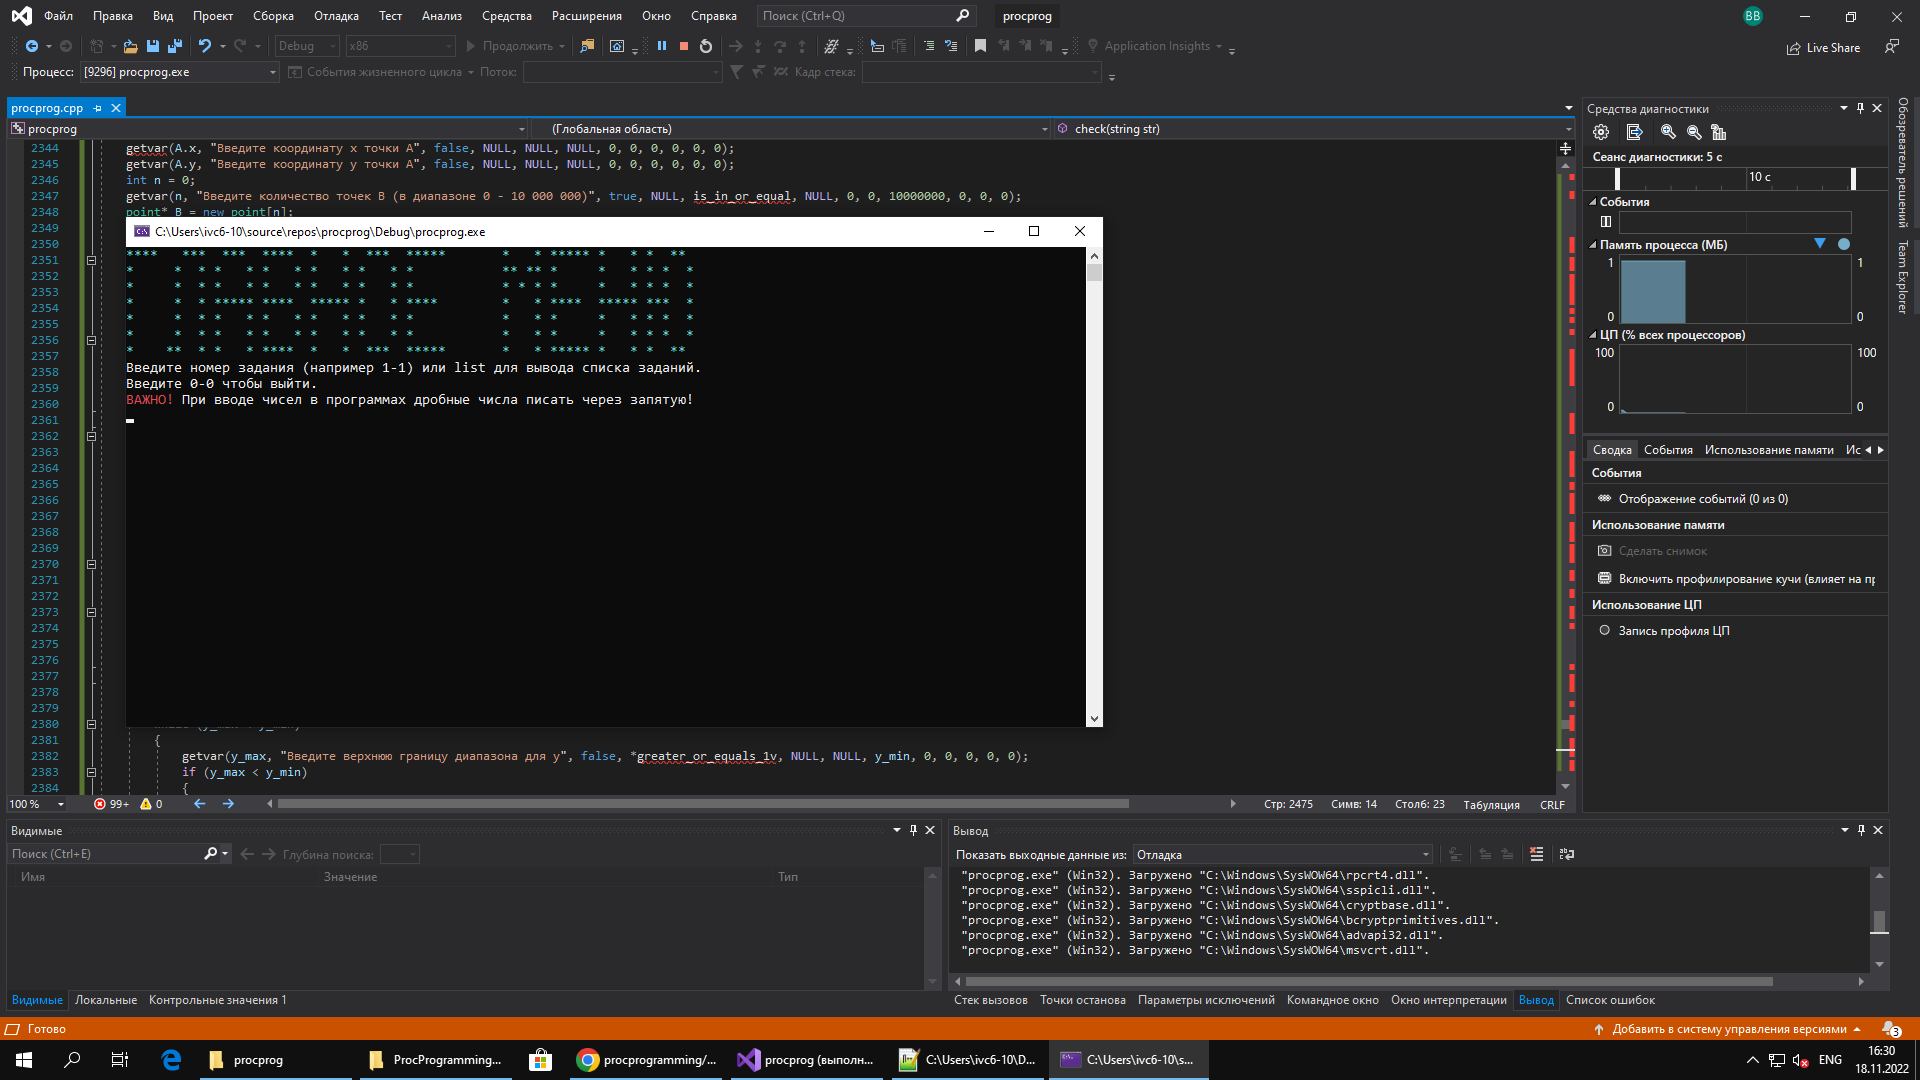 Файл Правка Вид Проект Сборка Отладка Тест Анализ Средства Расширения Окно Справка Поиск (Ctrl+Q) procprog BB
Debug x86 Продолжить Application Insights Live Share
Процесс: [9296] procprog.exe События жизненного цикла Поток: Кадр стека:
procprog.cpp
procprog (Глобальная область) check(string str)
2344 getvar(A.x, "Введите координату x точки A", false, NULL, NULL, NULL, 0, 0, 0, 0, 0, 0);
2345 getvar(A.y, "Введите координату y точки A", false, NULL, NULL, NULL, 0, 0, 0, 0, 0, 0);
2346 int n = 0;
2347 getvar(n, "Введите количество точек B (в диапазоне 0 - 10 000 000)", true, NULL, is_in_or_equal, NULL, 0, 0, 10000000, 0, 0, 0);
2348 point* B = new point[n];
2349
2350
2351
2352
2353
2354
2355
2356
2357
2358
2359
2360
2361
2362
2363
2364
2365
2366
2367
2368
2369
2370
2371
2372
2373
2374
2375
2376
2377
2378
2379
2380
2381 {
2382 getvar(y_max, "Введите верхнюю границу диапазона для y", false, *greater_or_equals_1v, NULL, NULL, y_min, 0, 0, 0, 0, 0);
2383 if (y_max < y_min)
2384 {
C:\Users\ivc6-10\source\repos\procprog\Debug\procprog.exe
Введите номер задания (например 1-1) или list для вывода списка заданий.
Введите 0-0 чтобы выйти.
ВАЖНО! При вводе чисел в программах дробные числа писать через запятую!
100 % 99+ 0 Стр: 2475 Симв: 14 Столб: 23 Табуляция CRLF
Средства диагностики
Сеанс диагностики: 5 с
10 с
События
Память процесса (МБ)
1 1
0 0
ЦП (% всех процессоров)
100 100
0 0
Сводка События Использование памяти Ис
События
Отображение событий (0 из 0)
Использование памяти
Сделать снимок
Включить профилирование кучи (влияет на пр
Использование ЦП
Запись профиля ЦП
Обозреватель решений
Team Explorer
Видимые
Поиск (Ctrl+E) Глубина поиска:
Имя Значение Тип
Видимые Локальные Контрольные значения 1
Вывод
Показать выходные данные из: Отладка
"procprog.exe" (Win32). Загружено "C:\Windows\SysWOW64\rpcrt4.dll".
"procprog.exe" (Win32). Загружено "C:\Windows\SysWOW64\sspicli.dll".
"procprog.exe" (Win32). Загружено "C:\Windows\SysWOW64\cryptbase.dll".
"procprog.exe" (Win32). Загружено "C:\Windows\SysWOW64\bcryptprimitives.dll".
"procprog.exe" (Win32). Загружено "C:\Windows\SysWOW64\advapi32.dll".
"procprog.exe" (Win32). Загружено "C:\Windows\SysWOW64\msvcrt.dll".
Стек вызовов Точки останова Параметры исключений Командное окно Окно интерпретации Вывод Список ошибок
Готово Добавить в систему управления версиями 3
procprog ProcProgramming... procprogramming/... procprog (выполн... C:\Users\ivc6-10\D... C:\Users\ivc6-10\s... ENG 16:30
18.11.2022